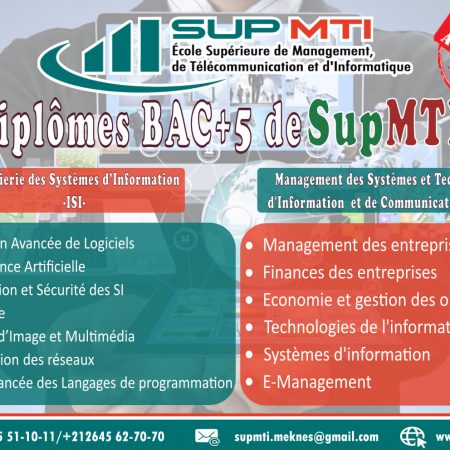 SUP MTI
École Supérieure de Management,
de Télécommunication et d'Informatique
iplômes BAC+5 de SupMTI
ierie des Systèmes d'Information
-ISI-
n Avancée de Logiciels
nce Artificielle
ion et Sécurité des SI
e
d'Image et Multimédia
ion des réseaux
ancée des Langages de programmation
Management des Systèmes et Tec
d'Information et de Communicat
• Management des entrepris
• Finances des entreprises
• Economie et gestion des o
• Technologies de l'informat
• Systèmes d'information
• E-Management
5 51-10-11/+212645 62-70-70
supmti.meknes@gmail.com
www.